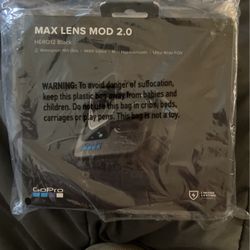 MAX LENS MOD 2.0
HERO12 Black
WARNING: To avoid danger of suffocation,
keep this plastic bag away from babies and
children. Do not use this bag in cribs, beds,
carriages or play pens. This bag is not a toy.
GoPro